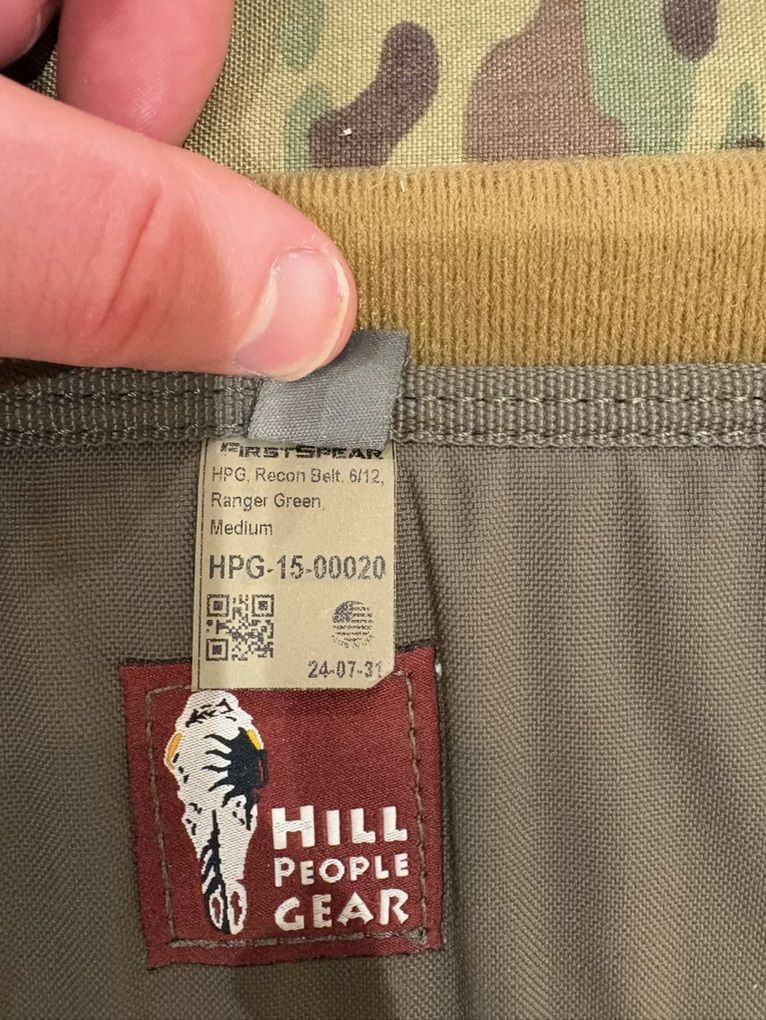 FIRSTSPEAR
HPG, Recon Belt, 6/12,
Ranger Green,
Medium
HPG-15-00020
24-07-31
HILL
PEOPLE
GEAR